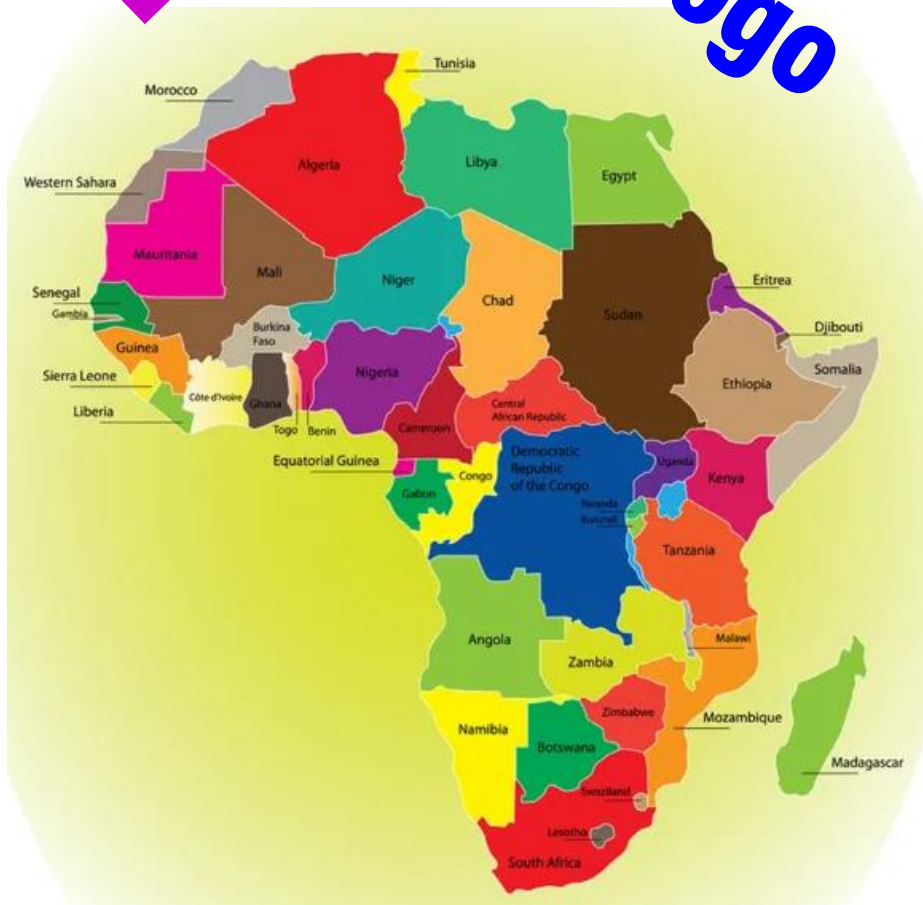 ogo
Tunisia
Morocco
Algeria
Libya
Egypt
Western Sahara
Mauritania
Mali
Niger
Chad
Sudan
Eritrea
Senegal
Gambia
Djibouti
Burkina
Faso
Guinea
Nigeria
Somalia
Sierra Leone
Ethiopia
Côte d'Ivoire
Ghana
Liberia
Central
African Republic
Togo
Benin
Cameroon
Democratic
Republic
of the Congo
Equatorial Guinea
Uganda
Congo
Kenya
Gabon
Rwanda
Burundi
Tanzania
Angola
Malawi
Zambia
Zimbabwe
Mozambique
Namibia
Botswana
Madagascar
Swaziland
Lesotho
South Africa